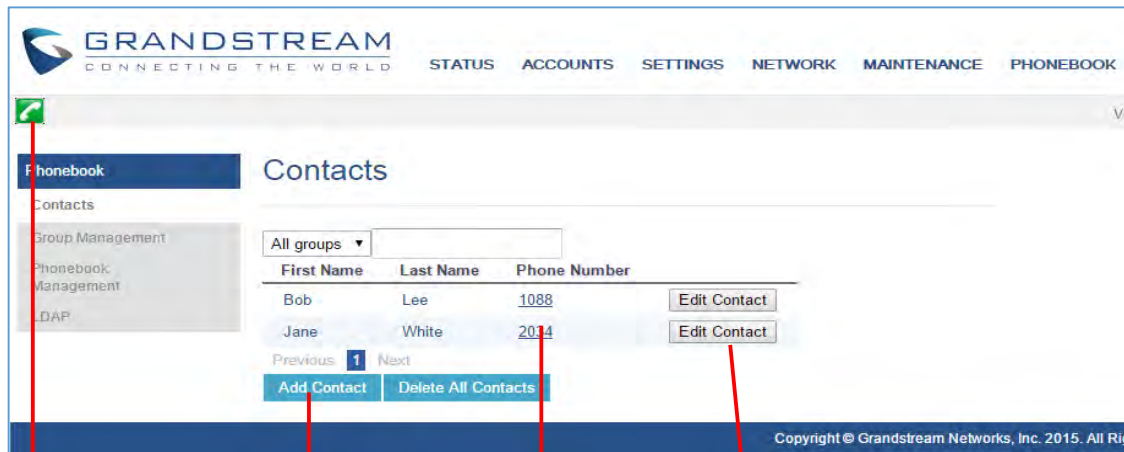 GRANDSTREAM
CONNECTING THE WORLD
STATUS ACCOUNTS SETTINGS NETWORK MAINTENANCE PHONEBOOK
Phonebook
Contacts
Group Management
Phonebook
Management
LDAP
Contacts
All groups
First Name Last Name Phone Number
Bob Lee 1088 Edit Contact
Jane White 2034 Edit Contact
Previous 1 Next
Add Contact Delete All Contacts
Copyright © Grandstream Networks, Inc. 2015. All